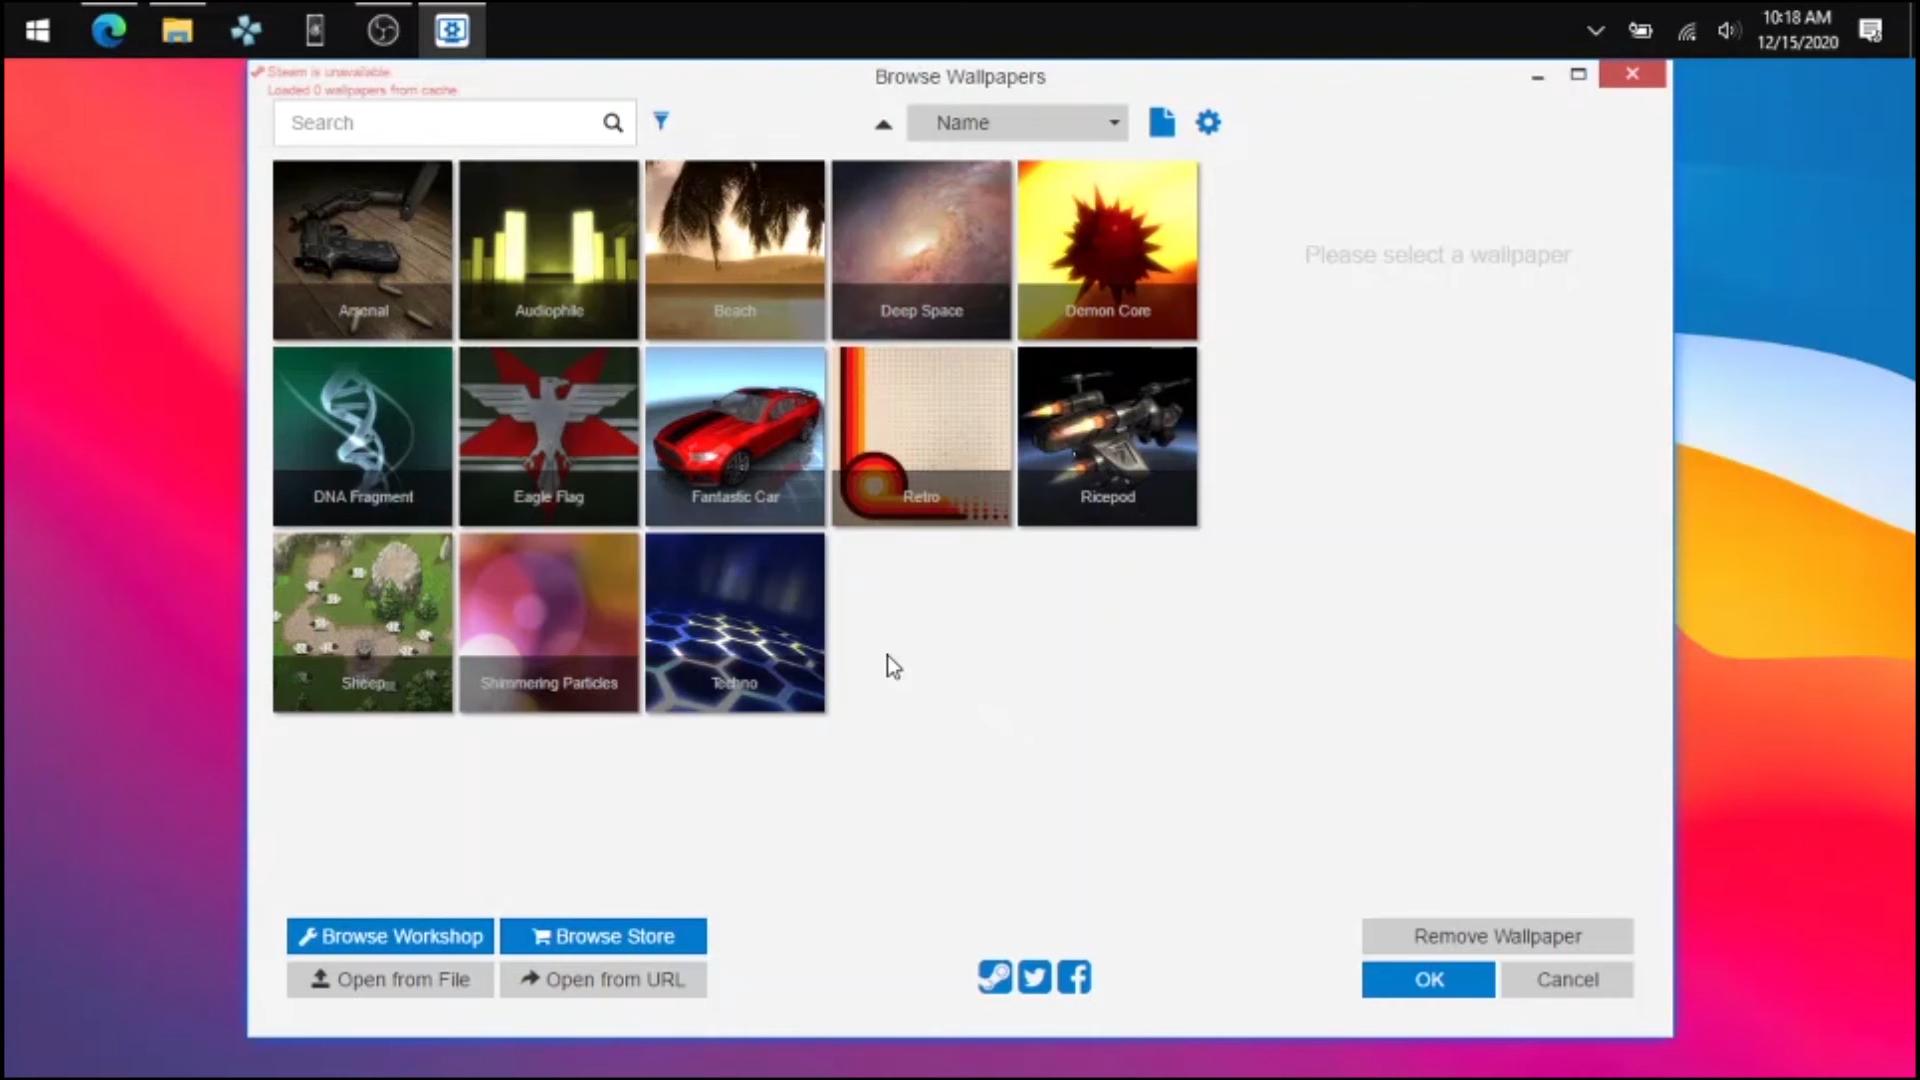 10:18 AM
12/15/2020
Steam is unavailable.
Loaded 0 wallpapers from cache.
Browse Wallpapers
Search
Name
Please select a wallpaper
Arsenal
Audiophile
Beach
Deep Space
Demon Core
DNA Fragment
Eagle Flag
Fantastic Car
Retro
Ricepod
Sheep
Shimmering Particles
Techno
Browse Workshop
Browse Store
Remove Wallpaper
Open from File
Open from URL
OK
Cancel